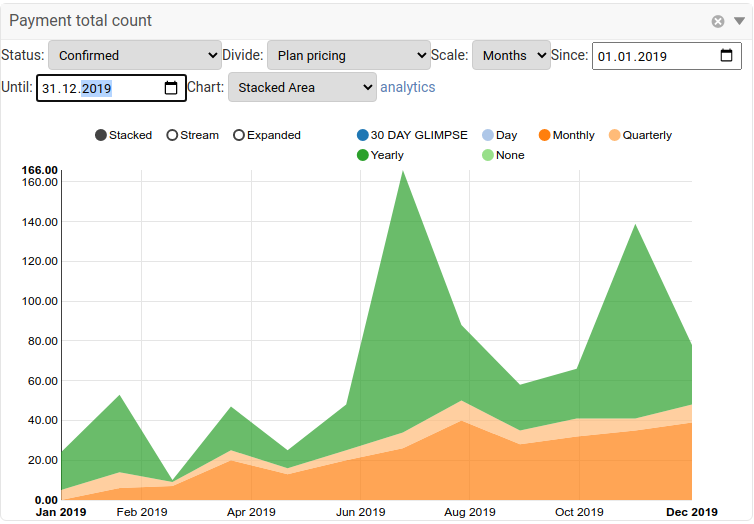 Payment total count
Status: Confirmed Divide: Plan pricing Scale: Months Since: 01.01.2019
Until: 31.12.2019 Chart: Stacked Area analytics
Stacked Stream Expanded 30 DAY GLIMPSE Day Monthly Quarterly
Yearly None
166.00
160.00
140.00
120.00
100.00
80.00
60.00
40.00
20.00
0.00
Jan 2019 Feb 2019 Apr 2019 Jun 2019 Aug 2019 Oct 2019 Dec 2019